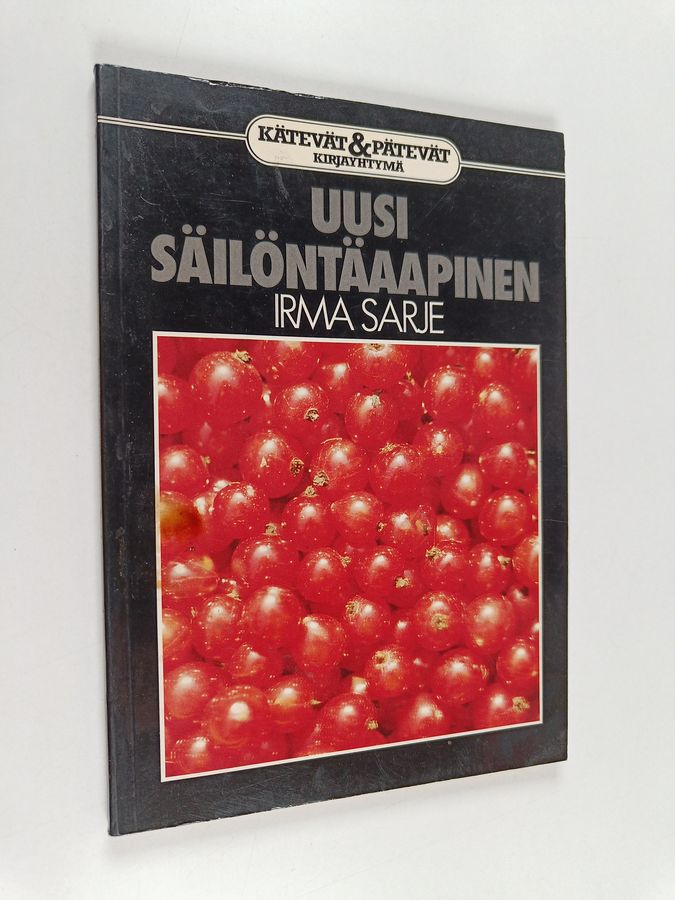 KÄTEVÄT & PÄTEVÄT
KIRJAYHTYMÄ
UUSI
SÄILÖNTÄAAPINEN
IRMA SARJE